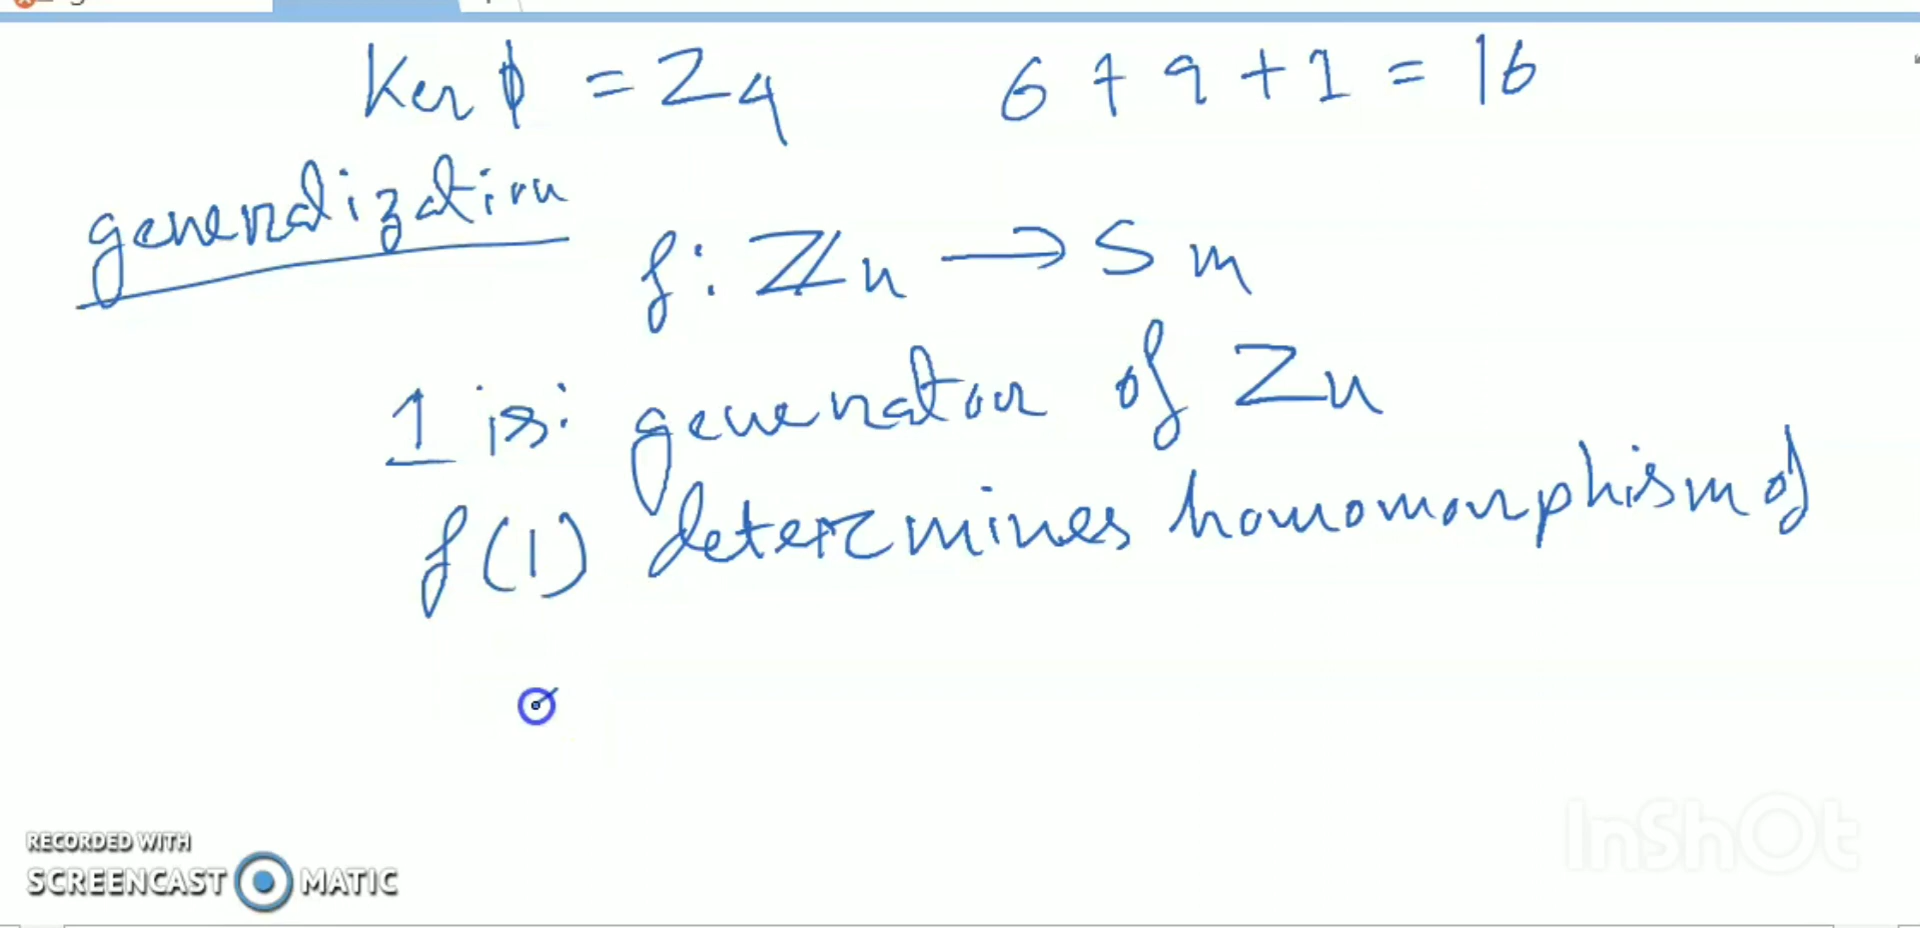 Ker ϕ = Z4 6 + 9 + 1 = 16
generalization
f: Zn → Sm
1 is: generator of Zn
f(1) determines homomorphism of
RECORDED WITH
SCREENCAST MATIC
InShOt